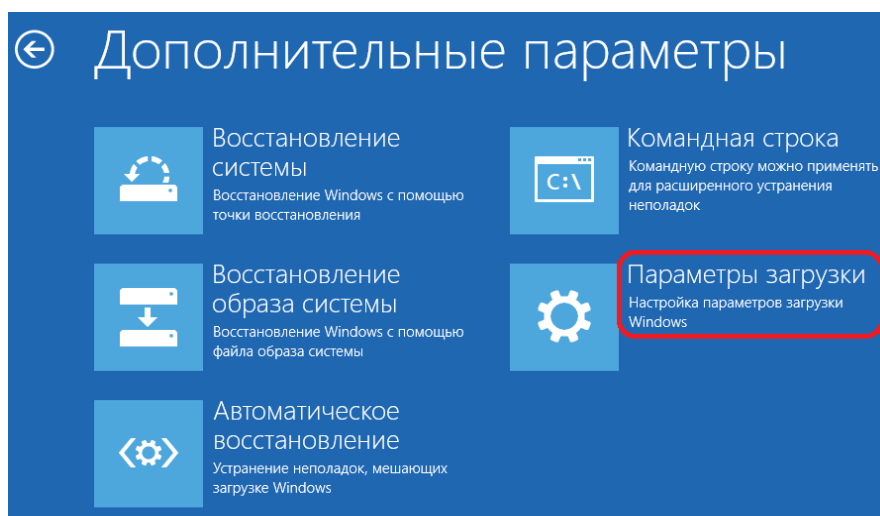 Дополнительные параметры
Восстановление
системы
Восстановление Windows с помощью
точки восстановления
Командная строка
Командную строку можно применять
для расширенного устранения
неполадок
C:\
Восстановление
образа системы
Восстановление Windows с помощью
файла образа системы
Параметры загрузки
Настройка параметров загрузки
Windows
Автоматическое
восстановление
Устранение неполадок, мешающих
загрузке Windows